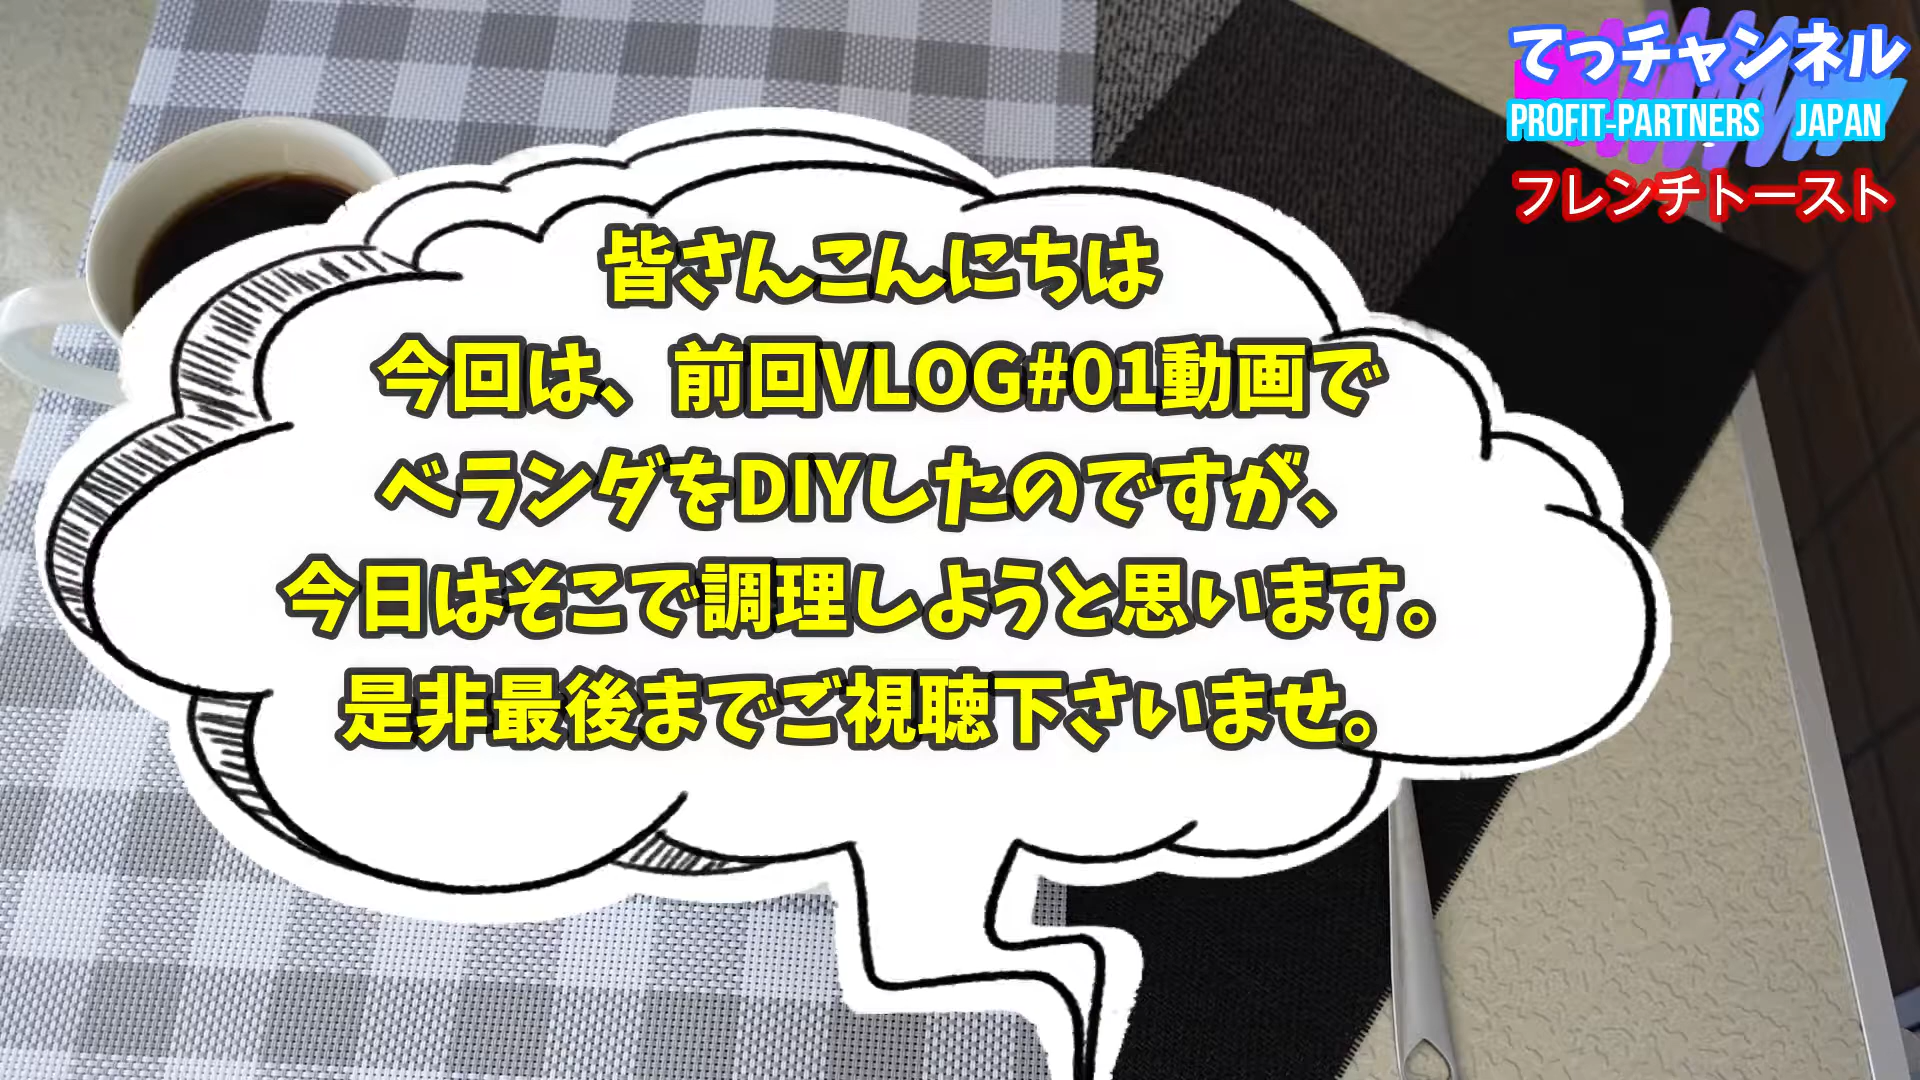 てっチャンネル
PROFIT-PARTNERS JAPAN
フレンチトースト
皆さんこんにちは
今回は、前回VLOG#01動画で
ベランダをDIYしたのですが、
今日はそこで調理しようと思います。
是非最後までご視聴下さいませ。